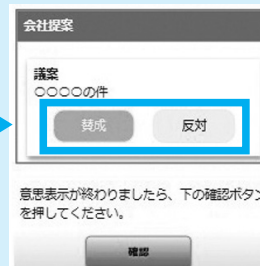 会社提案
議案
○○○○の件
賛成
反対
意思表示が終わりましたら、下の確認ボタン
を押してください。
確認